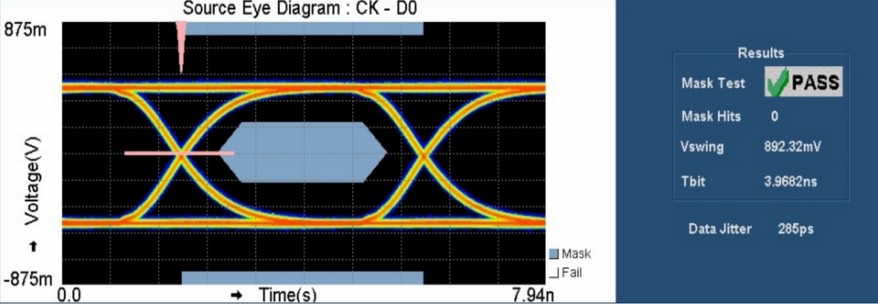 Source Eye Diagram : CK - D0
875m
Voltage(V)
-875m
0.0
Time(s)
7.94n
Mask
Fail
Results
Mask Test PASS
Mask Hits 0
Vswing 892.32mV
Tbit 3.9682ns
Data Jitter 285ps